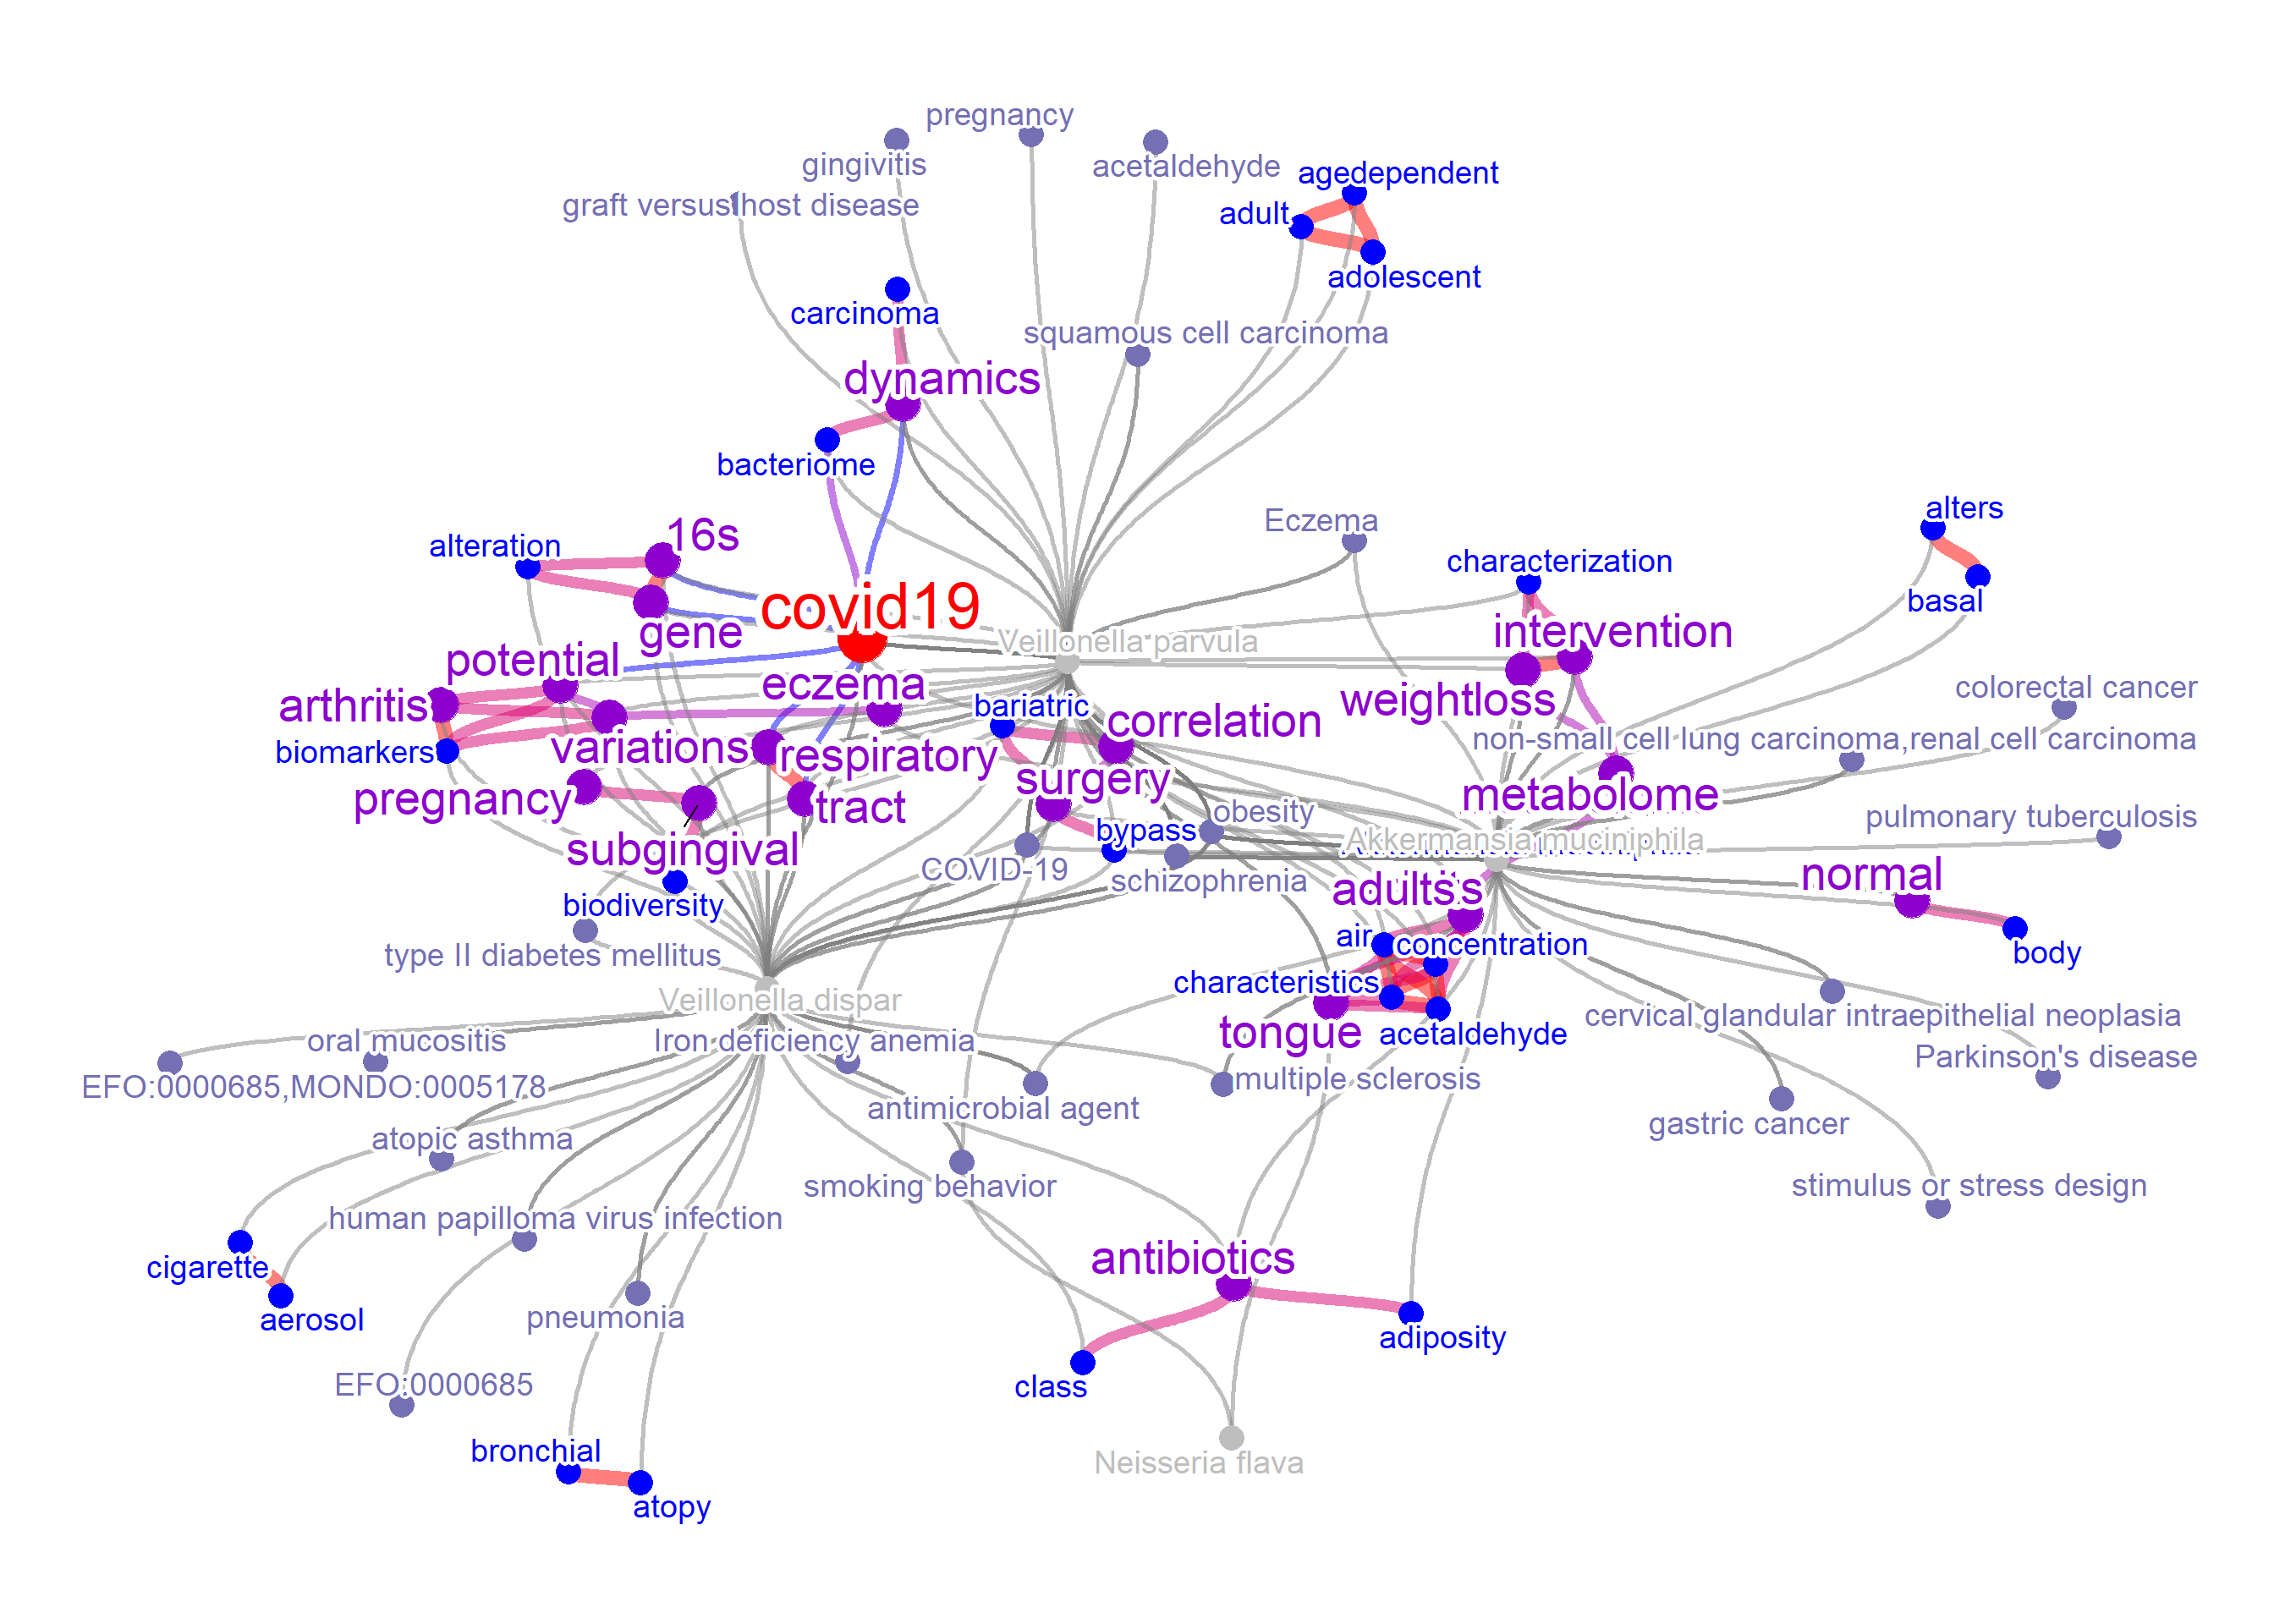 pregnancy
gingivitis
acetaldehyde
agedependent
graft versus host disease
adult
adolescent
carcinoma
squamous cell carcinoma
dynamics
bacteriome
alters
16s
Eczema
alteration
characterization
basal
covid19
gene
Veillonella parvula
intervention
potential
eczema
colorectal cancer
arthritis
bariatric
correlation
weightloss
biomarkers
variations
respiratory
non-small cell lung carcinoma,renal cell carcinoma
surgery
pregnancy
tract
metabolome
obesity
pulmonary tuberculosis
bypass
Akkermansia muciniphila
subgingival
COVID-19
schizophrenia
adults
normal
biodiversity
air
concentration
type II diabetes mellitus
body
characteristics
Veillonella dispar
cervical glandular intraepithelial neoplasia
oral mucositis
Iron deficiency anemia
tongue
acetaldehyde
Parkinson's disease
EFO:0000685,MONDO:0005178
multiple sclerosis
antimicrobial agent
gastric cancer
atopic asthma
smoking behavior
stimulus or stress design
human papilloma virus infection
antibiotics
cigarette
aerosol
pneumonia
adiposity
EFO:0000685
class
bronchial
Neisseria flava
atopy